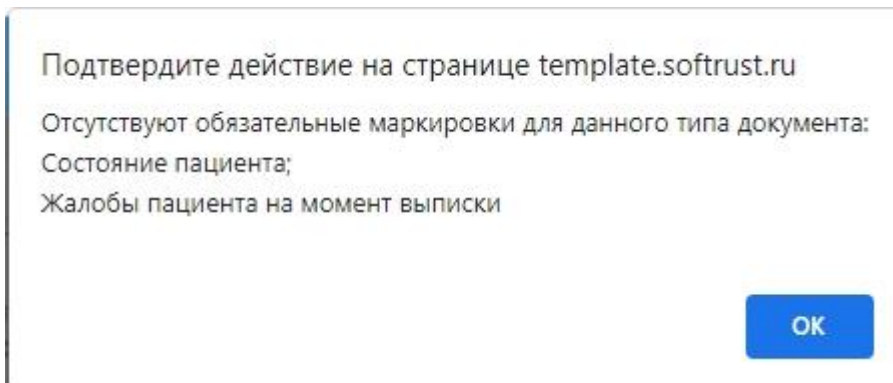 Подтвердите действие на странице template.softrust.ru
Отсутствуют обязательные маркировки для данного типа документа:
Состояние пациента;
Жалобы пациента на момент выписки
ОК